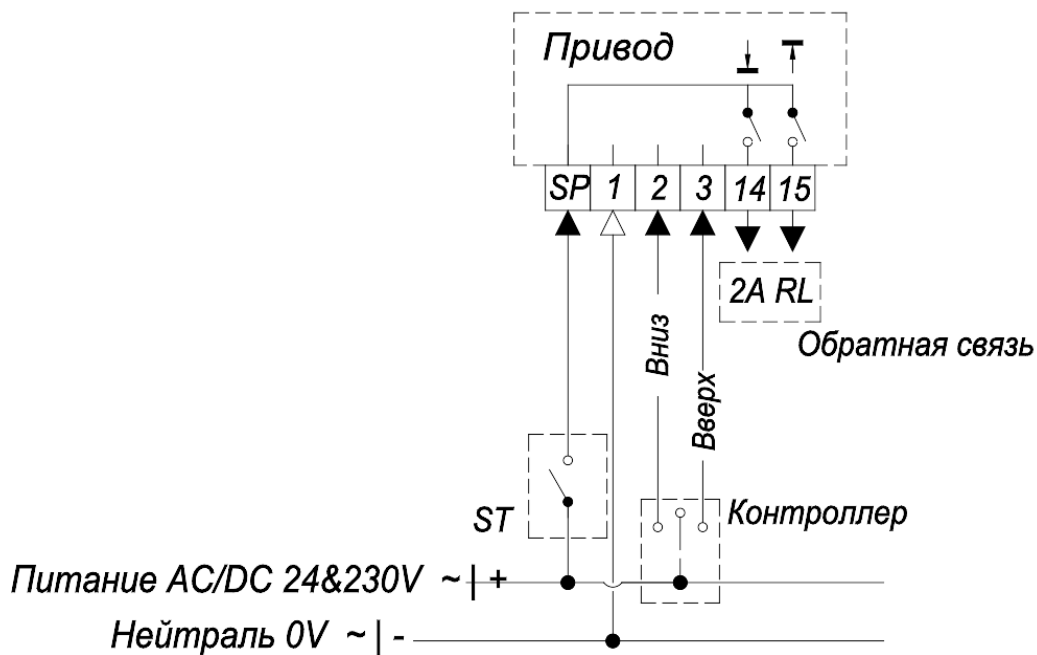 Привод
SP 1 2 3 14 15
2A RL
Обратная связь
Вниз
Вверх
ST
Контроллер
Питание AC/DC 24&230V ~ | +
Нейтраль 0V ~ | -